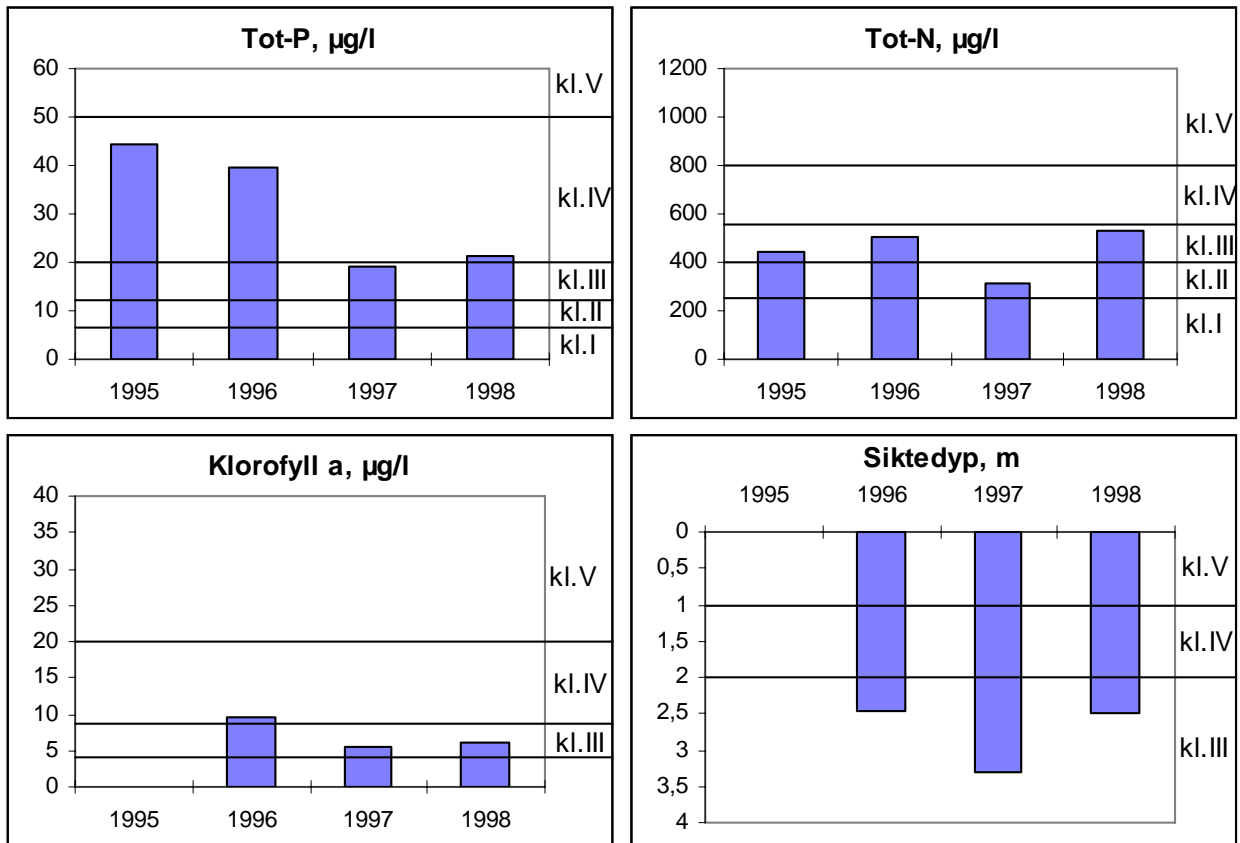 Tot-P, µg/l
60
50
40
30
20
10
0
kl.V
kl.IV
kl.III
kl.II
kl.I
1995 1996 1997 1998
Tot-N, µg/l
1200
1000
800
600
400
200
0
kl.V
kl.IV
kl.III
kl.II
kl.I
1995 1996 1997 1998
Klorofyll a, µg/l
40
35
30
25
20
15
10
5
0
kl.V
kl.IV
kl.III
1995 1996 1997 1998
Siktedyp, m
1995 1996 1997 1998
0
0,5
1
1,5
2
2,5
3
3,5
4
kl.V
kl.IV
kl.III